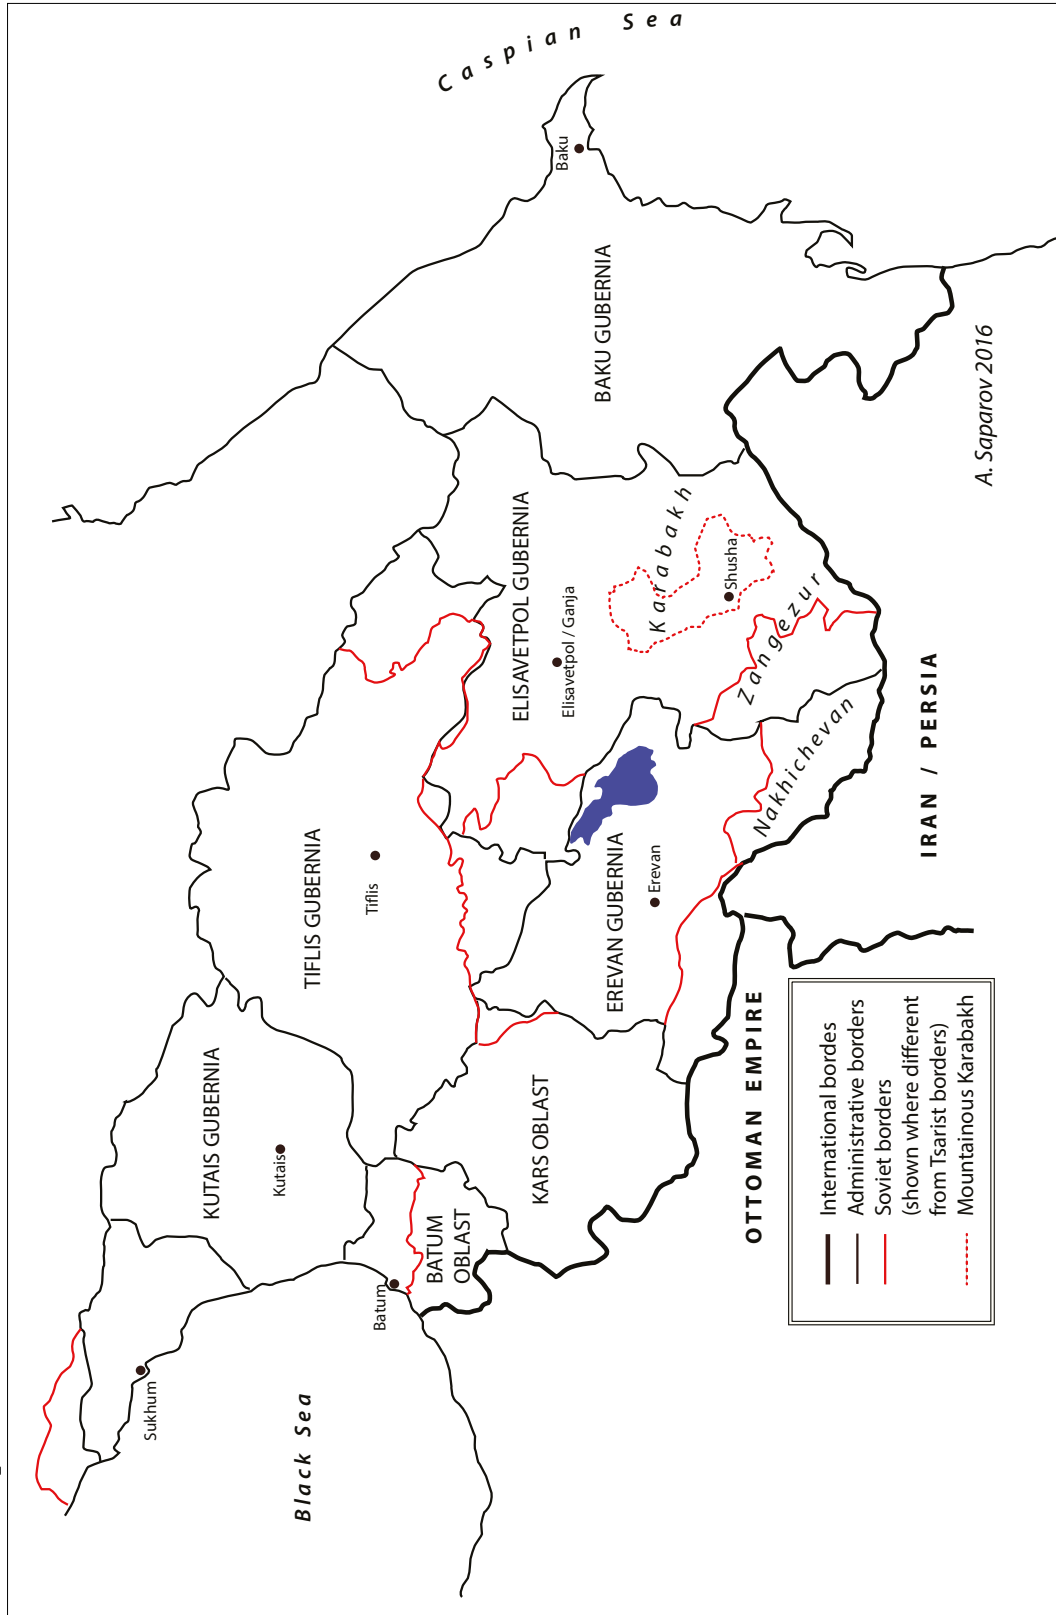 Caspian Sea
Baku
BAKU GUBERNIA
A. Saparov 2016
ELISAVETPOL GUBERNIA
Elisavetpol / Ganja
Karabakh
Shusha
Zangezur
Nakhichevan
IRAN / PERSIA
TIFLIS GUBERNIA
Tiflis
EREVAN GUBERNIA
Erevan
KUTAIS GUBERNIA
Kutais
KARS OBLAST
BATUM
OBLAST
Batum
OTTOMAN EMPIRE
Sukhum
Black Sea
International bordes
Administrative borders
Soviet borders
(shown where different
from Tsarist borders)
Mountainous Karabakh